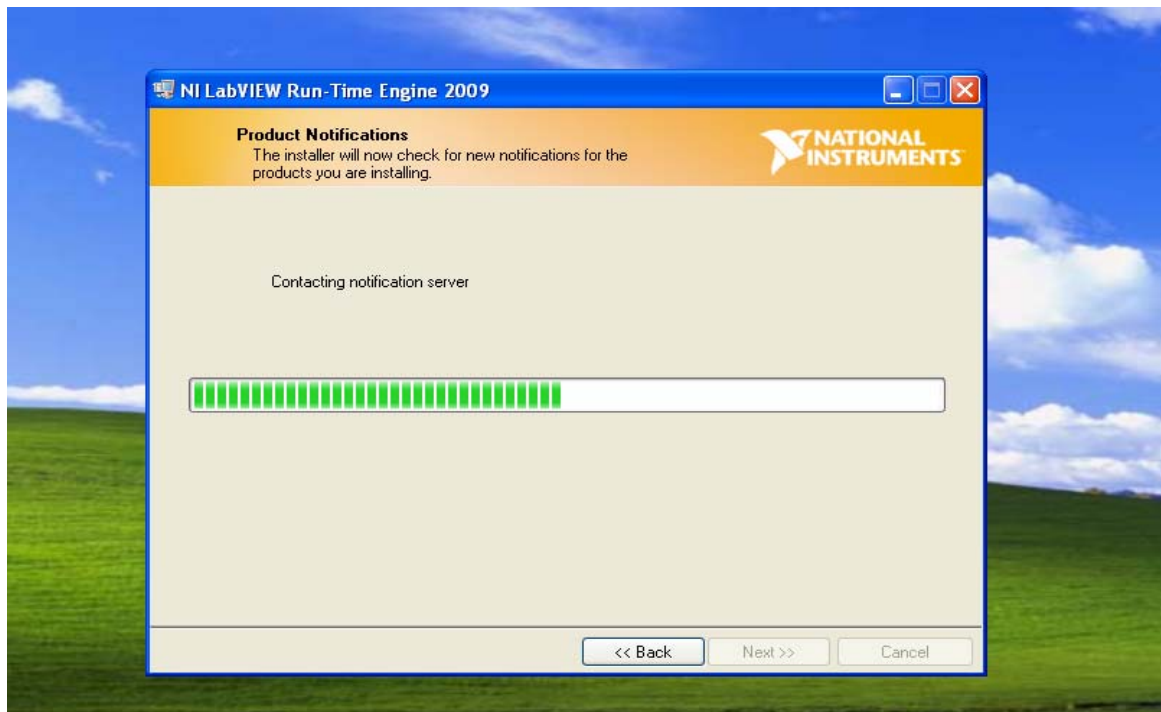 NI LabVIEW Run-Time Engine 2009
Product Notifications
The installer will now check for new notifications for the
products you are installing.
NATIONAL
INSTRUMENTS
Contacting notification server
<< Back
Next >>
Cancel